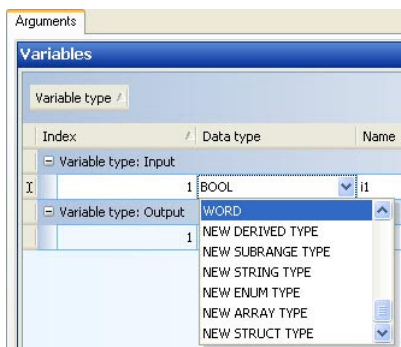 Arguments
Variables
Variable type
Index Data type Name
Variable type: Input
1 BOOL i1
Variable type: Output WORD
1 NEW DERIVED TYPE
NEW SUBRANGE TYPE
NEW STRING TYPE
NEW ENUM TYPE
NEW ARRAY TYPE
NEW STRUCT TYPE